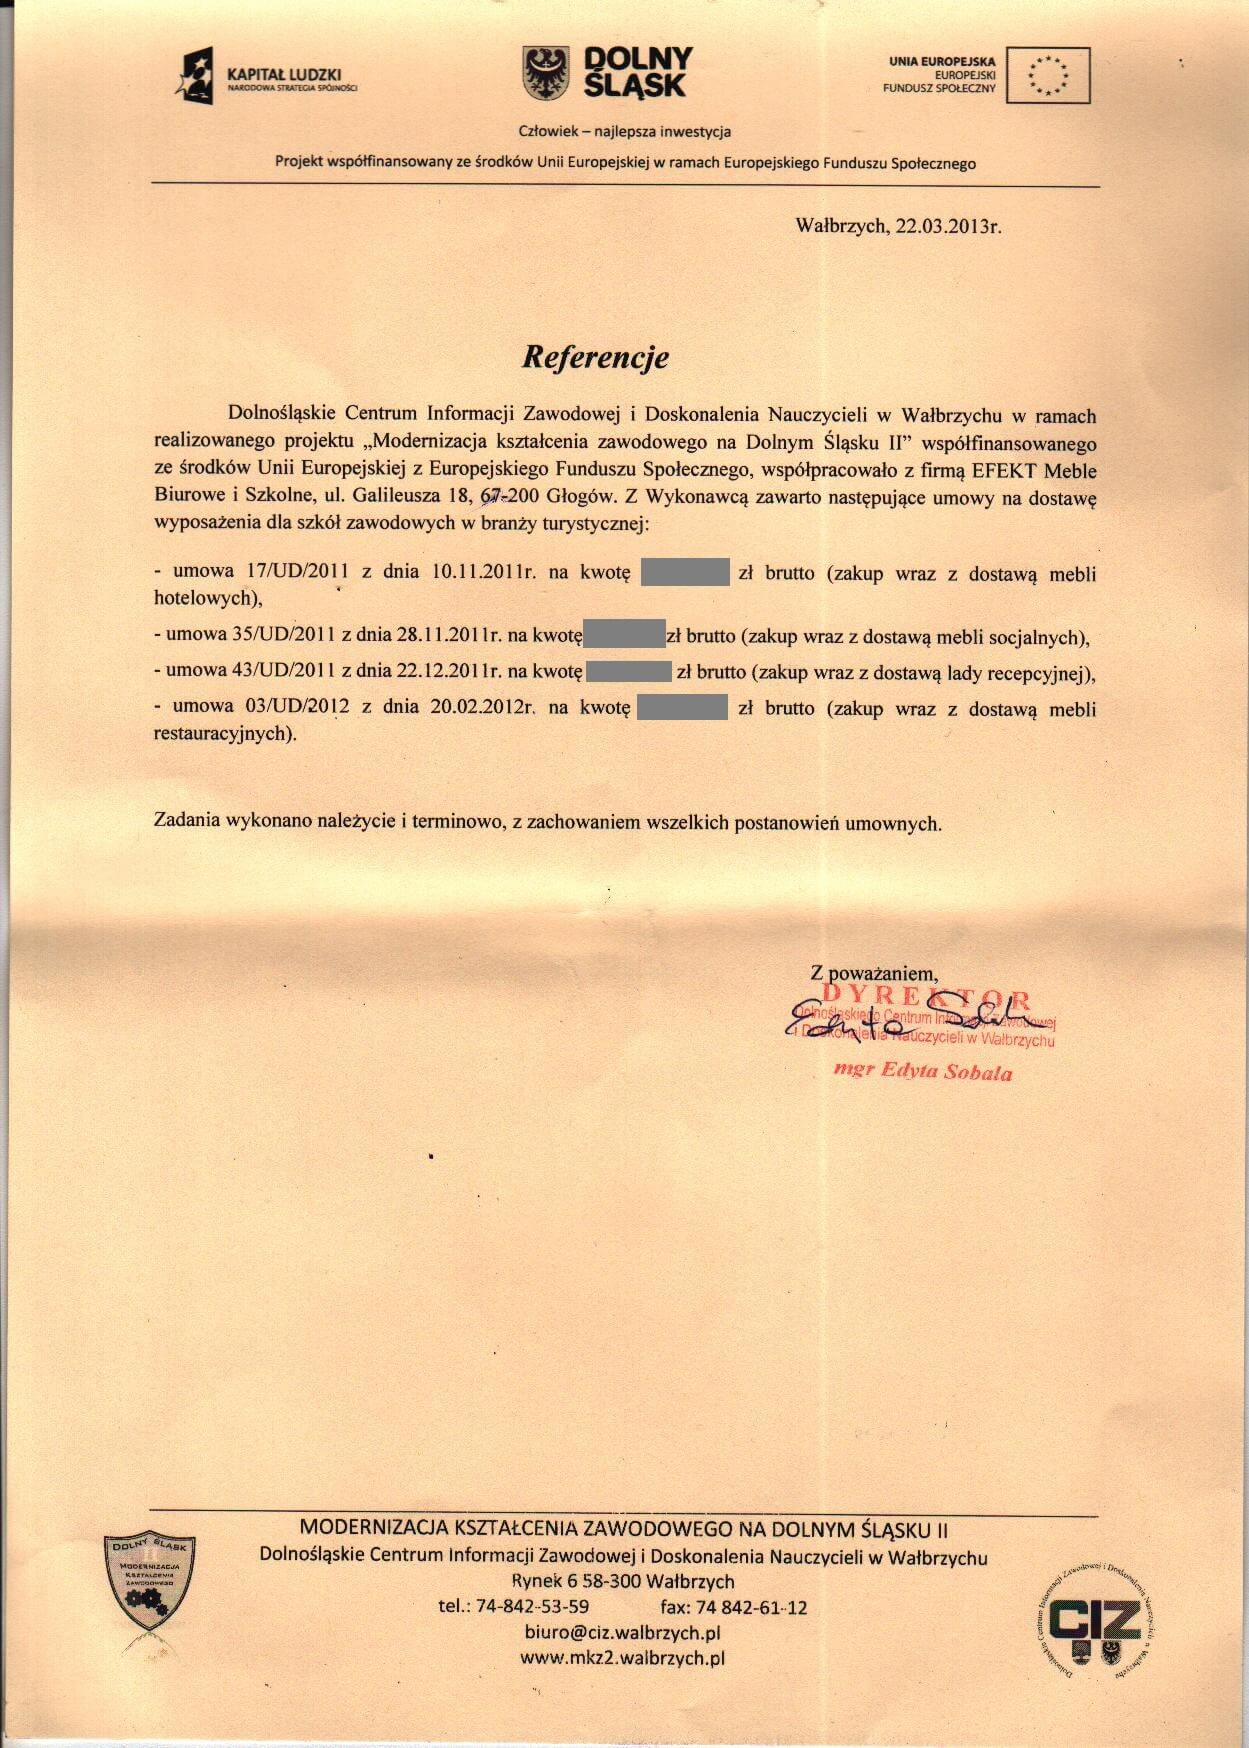 KAPITAŁ LUDZKI
NARODOWA STRATEGIA SPÓJNOŚCI
DOLNY
ŚLĄSK
UNIA EUROPEJSKA
EUROPEJSKI
FUNDUSZ SPOŁECZNY
Człowiek – najlepsza inwestycja
Projekt współfinansowany ze środków Unii Europejskiej w ramach Europejskiego Funduszu Społecznego
Wałbrzych, 22.03.2013r.
Referencje
Dolnośląskie Centrum Informacji Zawodowej i Doskonalenia Nauczycieli w Wałbrzychu w ramach
realizowanego projektu „Modernizacja kształcenia zawodowego na Dolnym Śląsku II” współfinansowanego
ze środków Unii Europejskiej z Europejskiego Funduszu Społecznego, współpracowało z firmą EFEKT Meble
Biurowe i Szkolne, ul. Galileusza 18, 67-200 Głogów. Z Wykonawcą zawarto następujące umowy na dostawę
wyposażenia dla szkół zawodowych w branży turystycznej:
- umowa 17/UD/2011 z dnia 10.11.2011r. na kwotę zł brutto (zakup wraz z dostawą mebli
hotelowych),
- umowa 35/UD/2011 z dnia 28.11.2011r. na kwotę zł brutto (zakup wraz z dostawą mebli socjalnych),
- umowa 43/UD/2011 z dnia 22.12.2011r. na kwotę zł brutto (zakup wraz z dostawą lady recepcyjnej),
- umowa 03/UD/2012 z dnia 20.02.2012r. na kwotę zł brutto (zakup wraz z dostawą mebli
restauracyjnych).
Zadania wykonano należycie i terminowo, z zachowaniem wszelkich postanowień umownych.
Z poważaniem,
DYREKTOR
Dolnośląskiego Centrum Informacji Zawodowej
i Doskonalenia Nauczycieli w Wałbrzychu
mgr Edyta Sobala
MODERNIZACJA KSZTAŁCENIA ZAWODOWEGO NA DOLNYM ŚLĄSKU II
Dolnośląskie Centrum Informacji Zawodowej i Doskonalenia Nauczycieli w Wałbrzychu
Rynek 6 58-300 Wałbrzych
tel.: 74-842-53-59 fax: 74 842-61-12
biuro@ciz.walbrzych.pl
www.mkz2.walbrzych.pl
DOLNY ŚLĄSK
II
MODERNIZACJA
KSZTAŁCENIA
ZAWODOWEGO
Dolnośląskie Centrum Informacji Zawodowej i Doskonalenia Nauczycieli w Wałbrzychu
CIZ